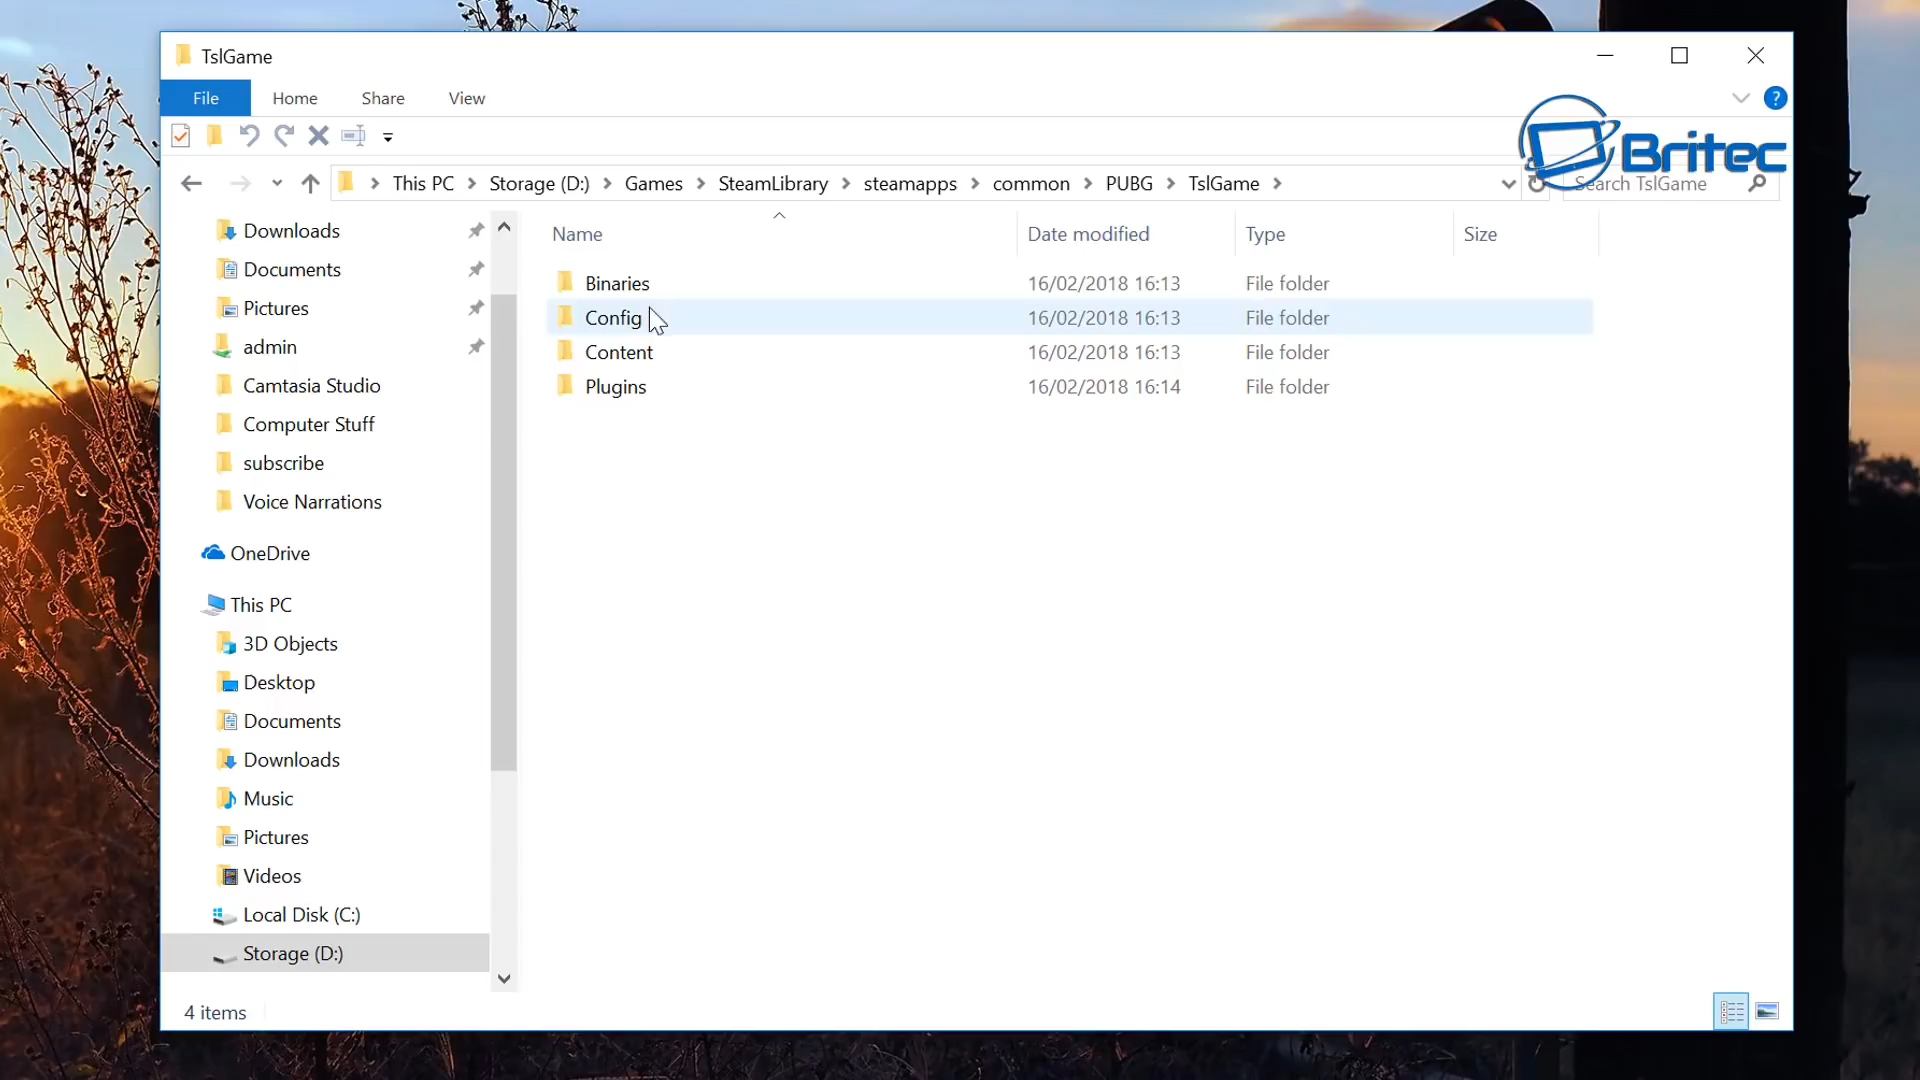 TslGame
File Home Share View
?
Britec
This PC Storage (D:) Games SteamLibrary steamapps common PUBG TslGame Search TslGame
Name Date modified Type Size
Binaries 16/02/2018 16:13 File folder
Config 16/02/2018 16:13 File folder
Content 16/02/2018 16:13 File folder
Plugins 16/02/2018 16:14 File folder
Downloads
Documents
Pictures
admin
Camtasia Studio
Computer Stuff
subscribe
Voice Narrations
OneDrive
This PC
3D Objects
Desktop
Documents
Downloads
Music
Pictures
Videos
Local Disk (C:)
Storage (D:)
4 items